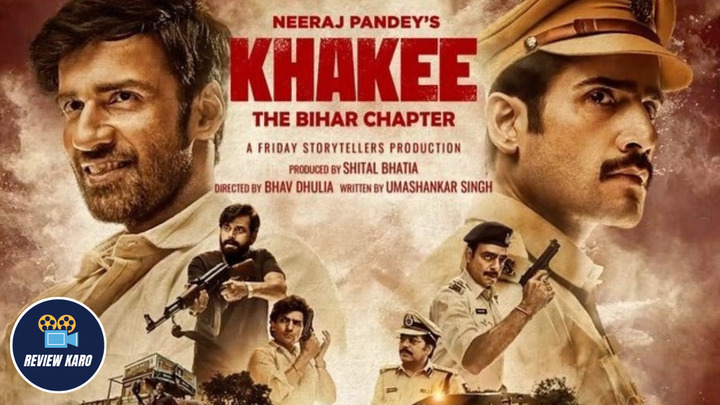 NEERAJ PANDEY'S
KHAKEE
THE BIHAR CHAPTER
A FRIDAY STORYTELLERS PRODUCTION
PRODUCED BY SHITAL BHATIA
DIRECTED BY BHAV DHULIA WRITTEN BY UMASHANKAR SINGH
REVIEW KARO